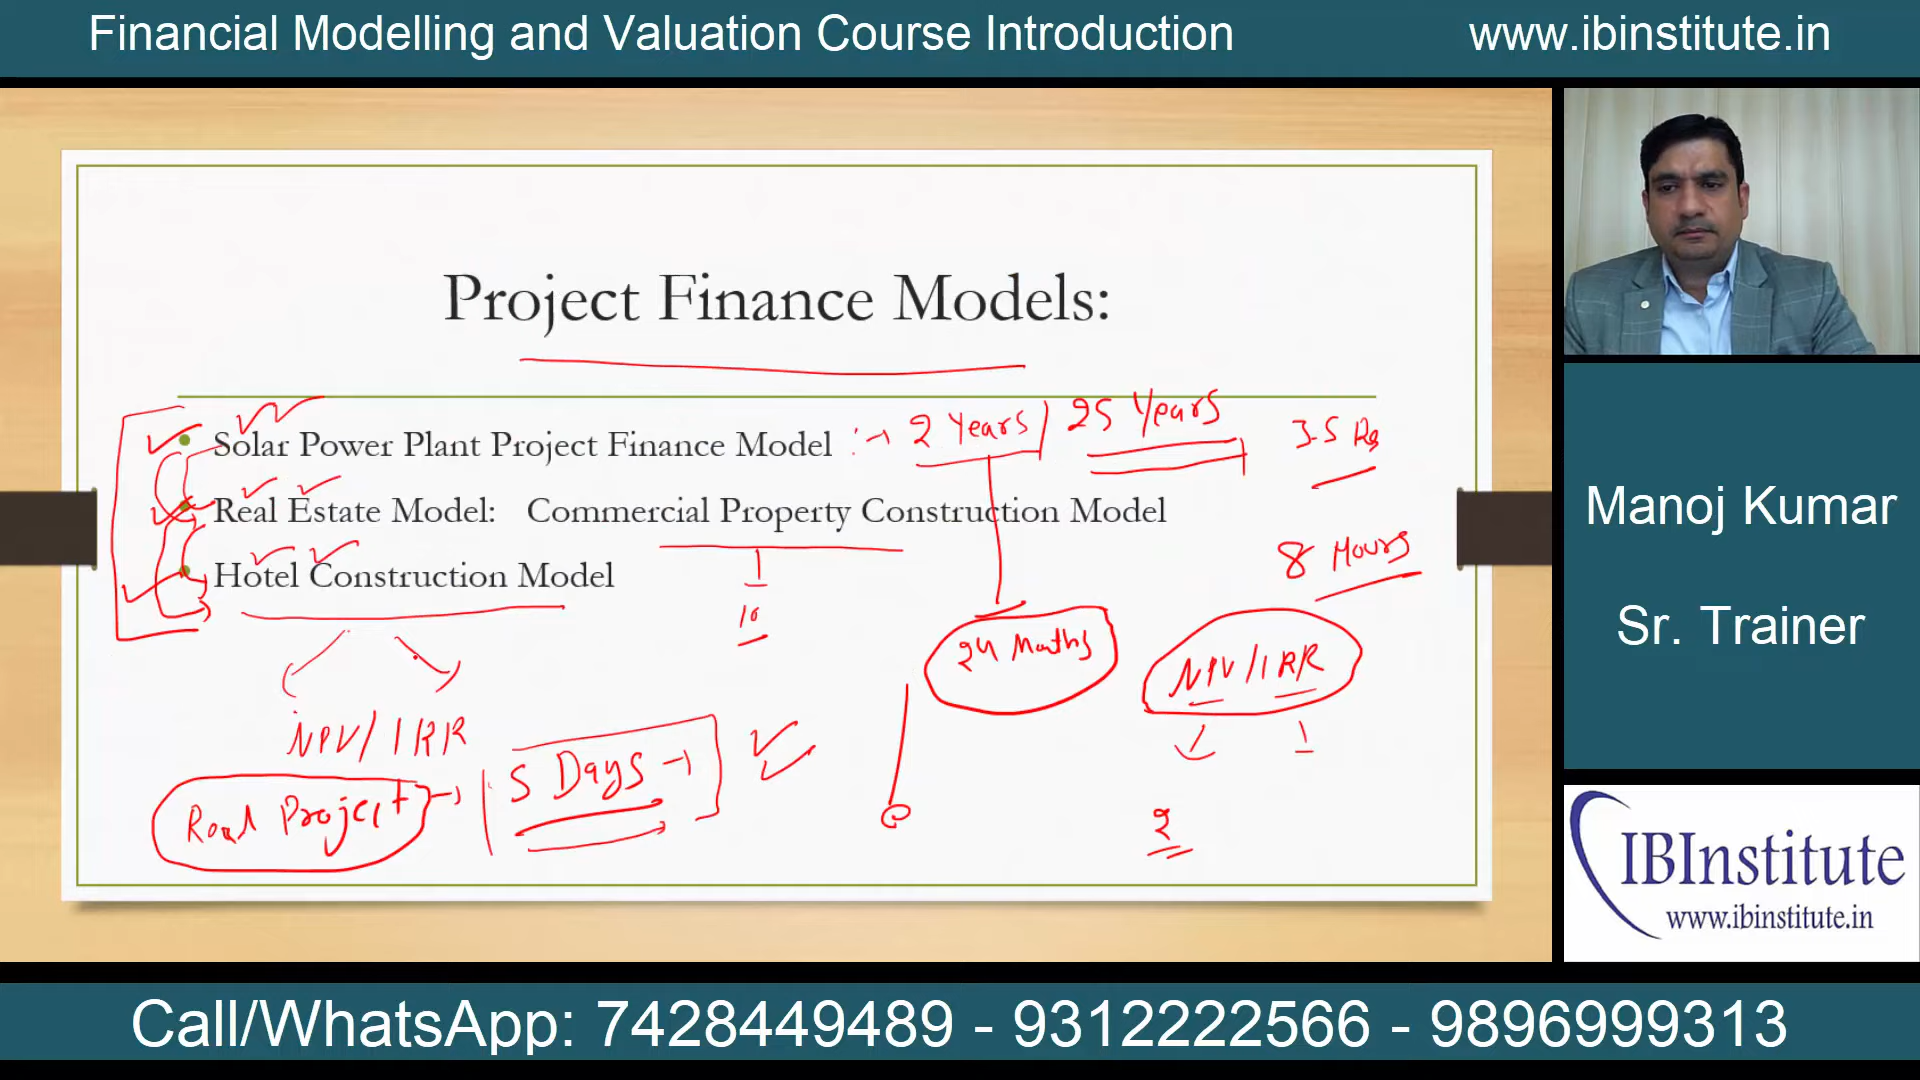 Financial Modelling and Valuation Course Introduction www.ibinstitute.in
Project Finance Models:
Solar Power Plant Project Finance Model :→ 2 Years / 25 Years 3.5 Rs
Real Estate Model: Commercial Property Construction Model
8 Hours
Hotel Construction Model
10
24 Months
NPV/IRR
NPV/IRR
5 Days →
Road Project →
2
Manoj Kumar
Sr. Trainer
IBInstitute
www.ibinstitute.in
Call/WhatsApp: 7428449489 - 9312222566 - 9896999313